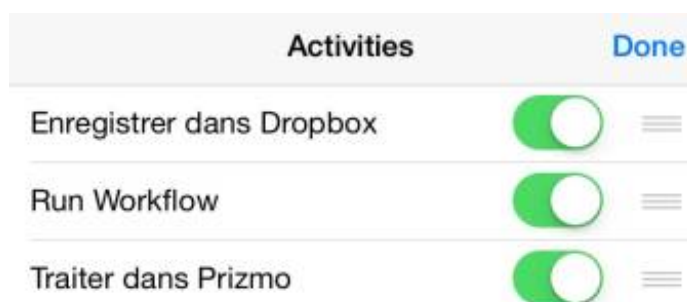 Activities Done
Enregistrer dans Dropbox
Run Workflow
Traiter dans Prizmo